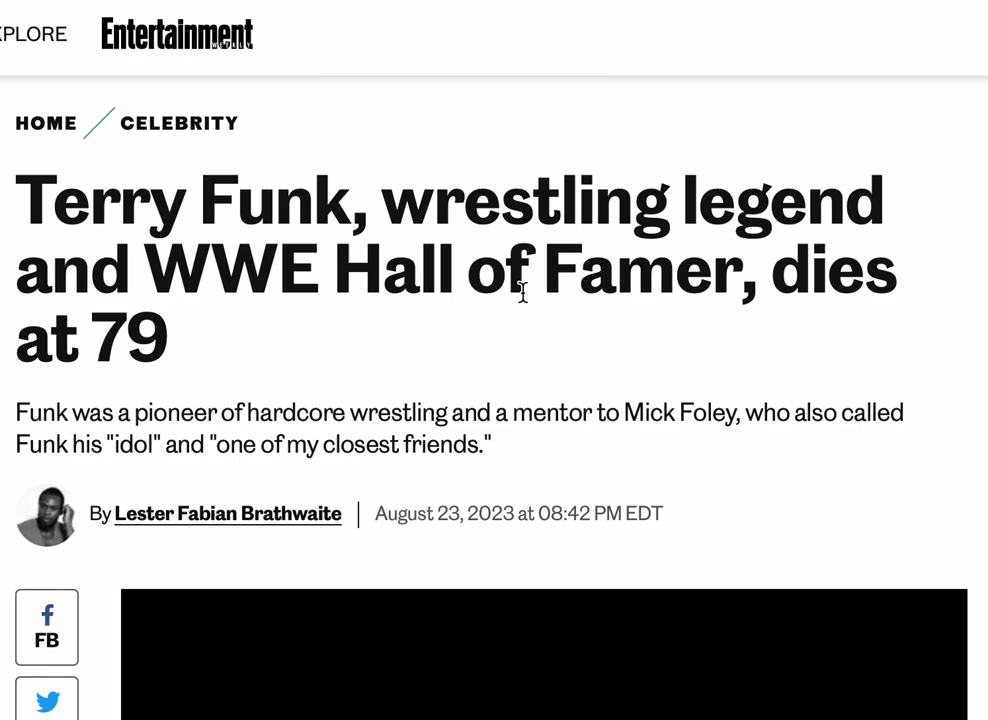 XPLORE
Entertainment
WEEKLY
HOME
CELEBRITY
Terry Funk, wrestling legend
and WWE Hall of Famer, dies
at 79
Funk was a pioneer of hardcore wrestling and a mentor to Mick Foley, who also called
Funk his "idol" and "one of my closest friends."
By Lester Fabian Brathwaite
August 23, 2023 at 08:42 PM EDT
FB